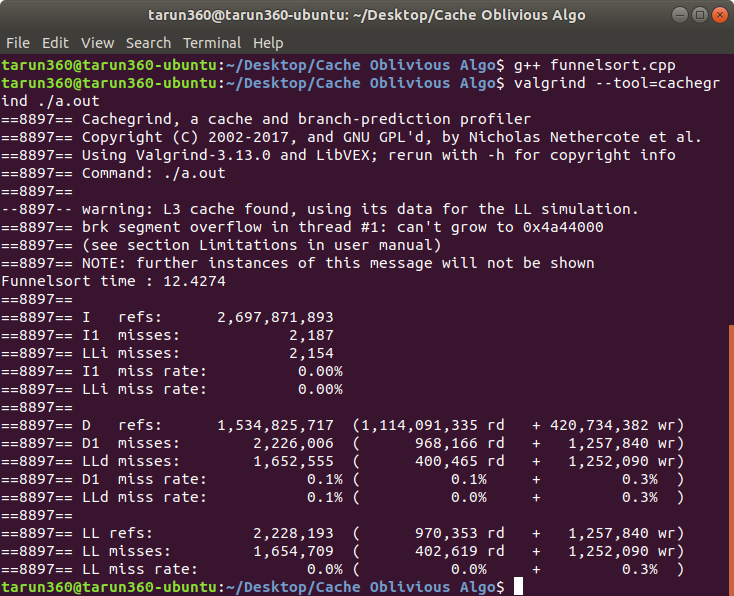 tarun360@tarun360-ubuntu: ~/Desktop/Cache Oblivious Algo
File Edit View Search Terminal Help
tarun360@tarun360-ubuntu:~/Desktop/Cache Oblivious Algo$ g++ funnelsort.cpp
tarun360@tarun360-ubuntu:~/Desktop/Cache Oblivious Algo$ valgrind --tool=cachegr
ind ./a.out
==8897== Cachegrind, a cache and branch-prediction profiler
==8897== Copyright (C) 2002-2017, and GNU GPL'd, by Nicholas Nethercote et al.
==8897== Using Valgrind-3.13.0 and LibVEX; rerun with -h for copyright info
==8897== Command: ./a.out
==8897==
--8897-- warning: L3 cache found, using its data for the LL simulation.
==8897== brk segment overflow in thread #1: can't grow to 0x4a44000
==8897== (see section Limitations in user manual)
==8897== NOTE: further instances of this message will not be shown
Funnelsort time : 12.4274
==8897==
==8897== I   refs:      2,697,871,893
==8897== I1  misses:            2,187
==8897== LLi misses:            2,154
==8897== I1  miss rate:          0.00%
==8897== LLi miss rate:          0.00%
==8897==
==8897== D   refs:      1,534,825,717  (1,114,091,335 rd   + 420,734,382 wr)
==8897== D1  misses:        2,226,006  (      968,166 rd   +   1,257,840 wr)
==8897== LLd misses:        1,652,555  (      400,465 rd   +   1,252,090 wr)
==8897== D1  miss rate:           0.1% (          0.1%     +         0.3%  )
==8897== LLd miss rate:           0.1% (          0.0%     +         0.3%  )
==8897==
==8897== LL refs:           2,228,193  (      970,353 rd   +   1,257,840 wr)
==8897== LL misses:         1,654,709  (      402,619 rd   +   1,252,090 wr)
==8897== LL miss rate:            0.0% (          0.0%     +         0.3%  )
tarun360@tarun360-ubuntu:~/Desktop/Cache Oblivious Algo$